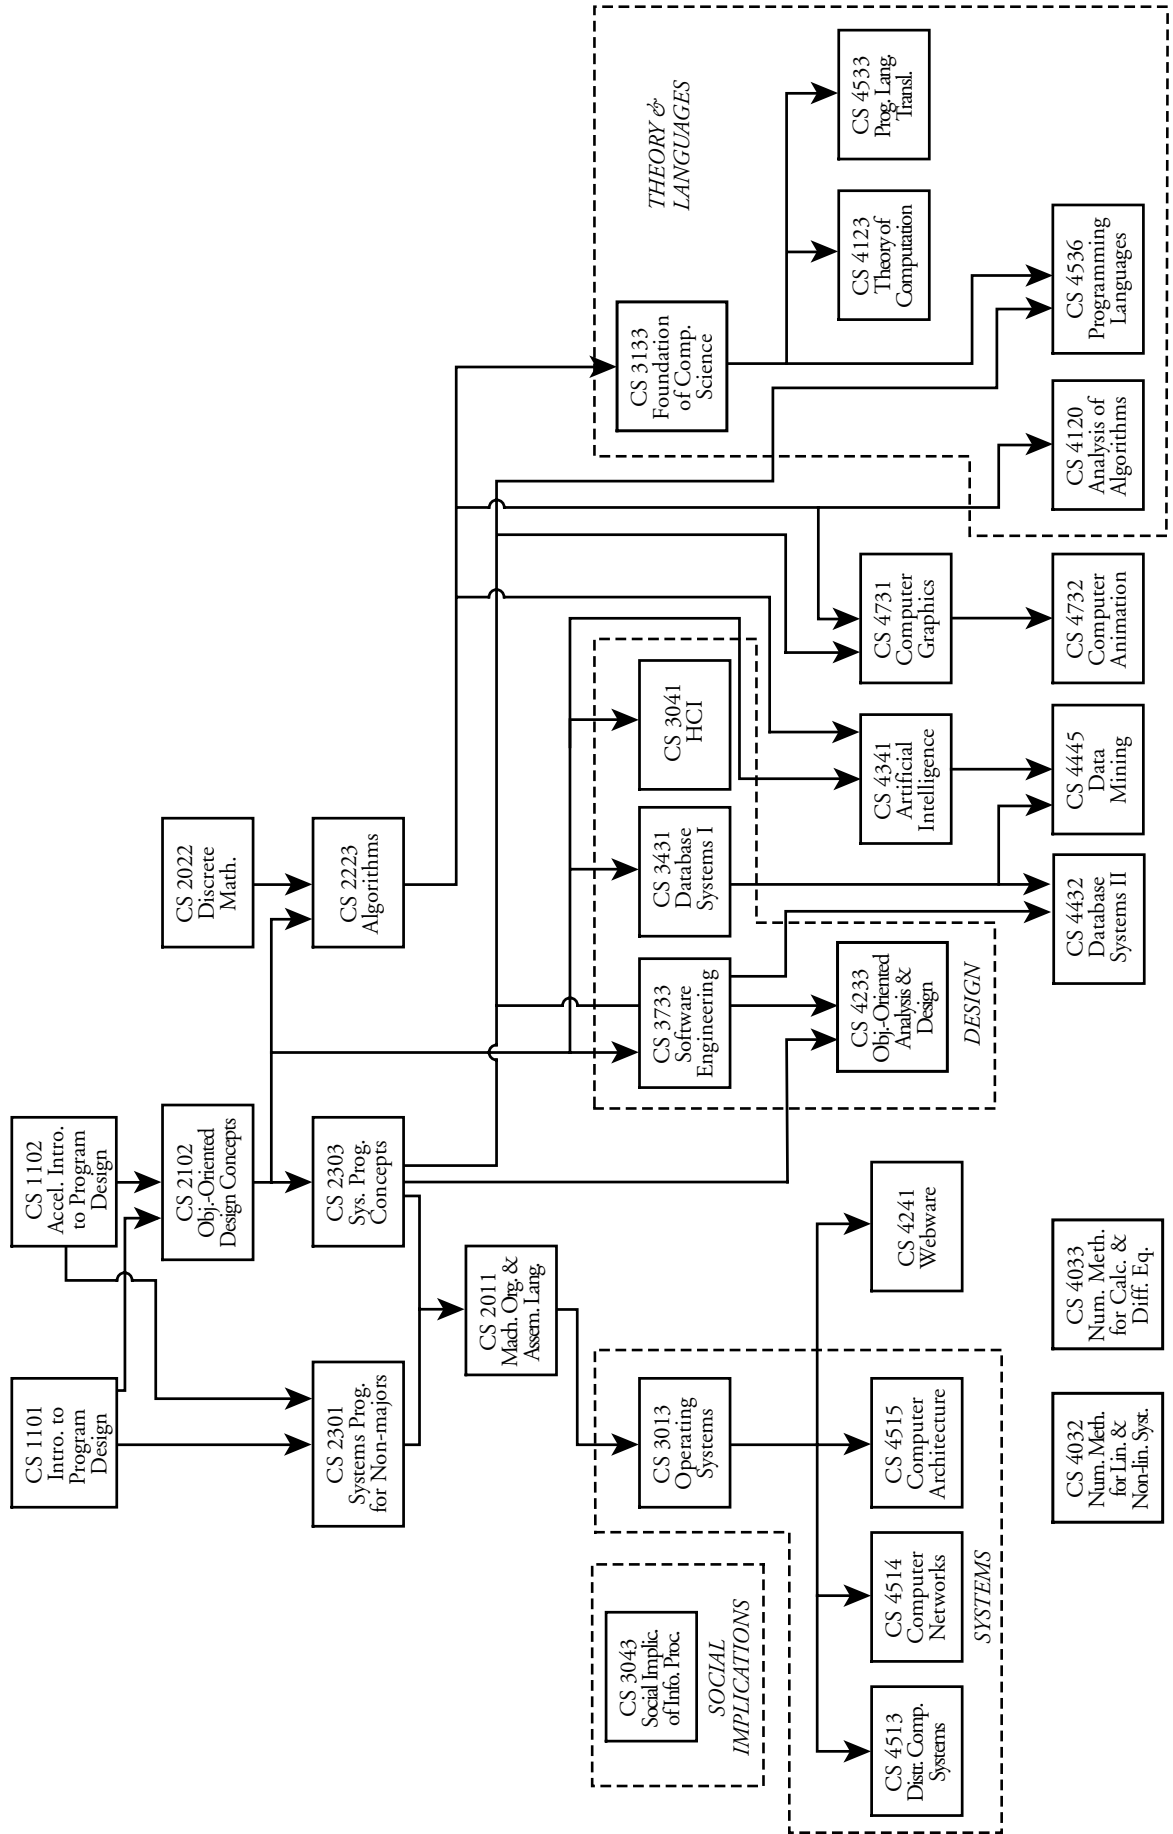 CS 1101
Intro. to
Program
Design
CS 1102
Accel. Intro.
to Program
Design
CS 2102
Obj.-Oriented
Design Concepts
CS 2022
Discrete
Math.
CS 2301
Systems Prog.
for Non-majors
CS 2303
Sys. Prog.
Concepts
CS 2223
Algorithms
CS 2011
Mach. Org. &
Assem. Lang.
CS 3043
Social Implic.
of Info. Proc.
SOCIAL
IMPLICATIONS
CS 3013
Operating
Systems
CS 3733
Software
Engineering
CS 3431
Database
Systems I
CS 3041
HCI
CS 3133
Foundation
of Comp.
Science
THEORY &
LANGUAGES
CS 4513
Distr. Comp.
Systems
CS 4514
Computer
Networks
CS 4515
Computer
Architecture
CS 4241
Webware
SYSTEMS
CS 4233
Obj.-Oriented
Analysis &
Design
DESIGN
CS 4341
Artificial
Intelligence
CS 4731
Computer
Graphics
CS 4123
Theory of
Computation
CS 4533
Prog. Lang.
Transl.
CS 4032
Num. Meth.
for Lin. &
Non-lin. Syst.
CS 4033
Num. Meth.
for Calc. &
Diff. Eq.
CS 4432
Database
Systems II
CS 4445
Data
Mining
CS 4732
Computer
Animation
CS 4120
Analysis of
Algorithms
CS 4536
Programming
Languages